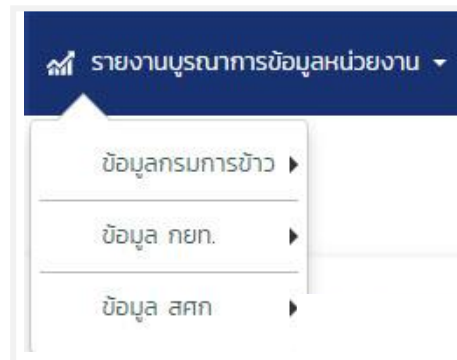 รายงานบูรณาการข้อมูลหน่วยงาน
ข้อมูลกรมการข้าว
ข้อมูล กยท.
ข้อมูล สศก